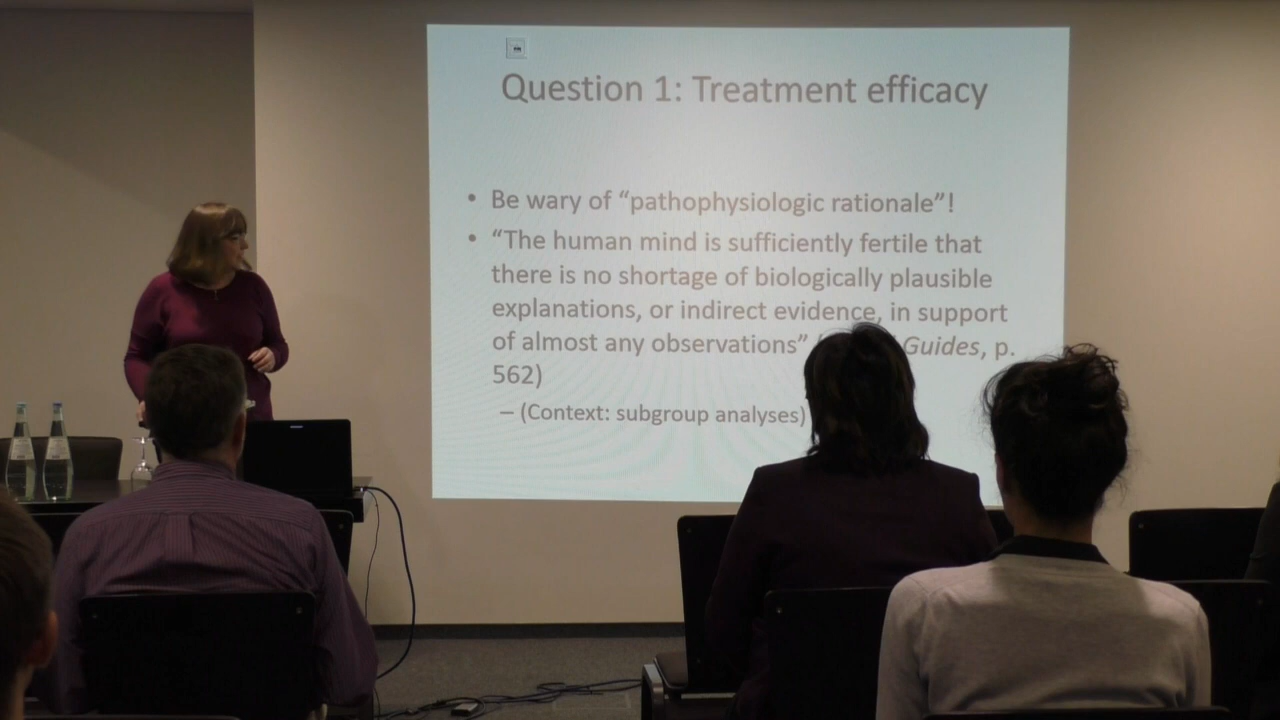 Question 1: Treatment efficacy
• Be wary of “pathophysiologic rationale”!
• “The human mind is sufficiently fertile that
there is no shortage of biologically plausible
explanations, or indirect evidence, in support
of almost any observations” Guides, p.
562)
– (Context: subgroup analyses)